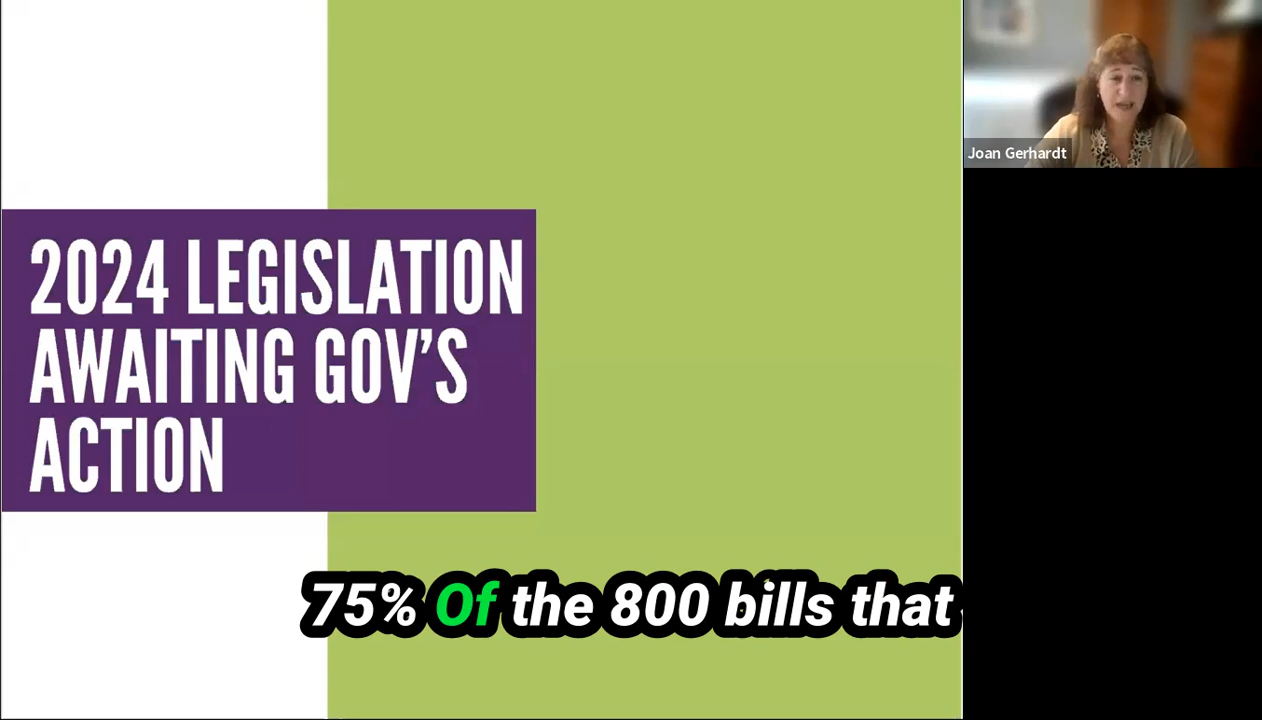 2024 LEGISLATION
AWAITING GOV'S
ACTION
Joan Gerhardt
75% Of the 800 bills that